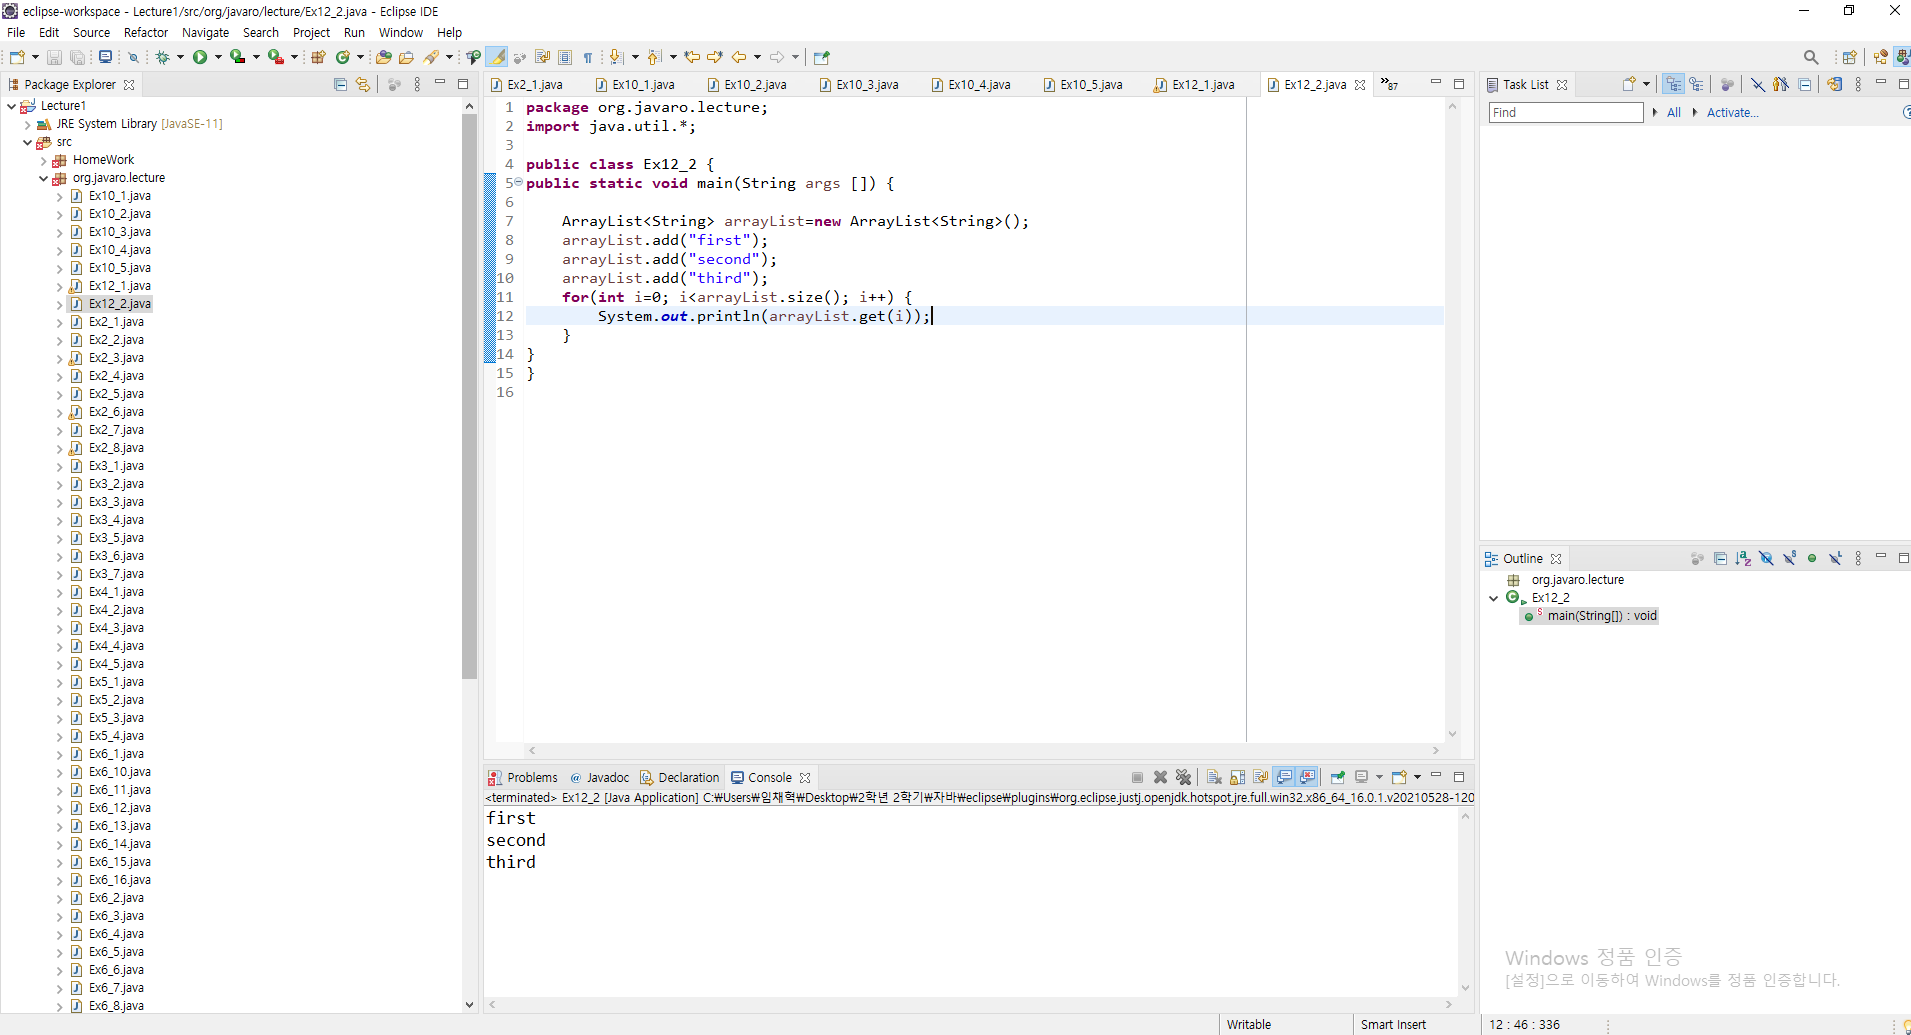 eclipse-workspace - Lecture1/src/org/javaro/lecture/Ex12_2.java - Eclipse IDE
File Edit Source Refactor Navigate Search Project Run Window Help
Package Explorer
Lecture1
JRE System Library [JavaSE-11]
src
HomeWork
org.javaro.lecture
Ex10_1.java
Ex10_2.java
Ex10_3.java
Ex10_4.java
Ex10_5.java
Ex12_1.java
Ex12_2.java
Ex2_1.java
Ex2_2.java
Ex2_3.java
Ex2_4.java
Ex2_5.java
Ex2_6.java
Ex2_7.java
Ex2_8.java
Ex3_1.java
Ex3_2.java
Ex3_3.java
Ex3_4.java
Ex3_5.java
Ex3_6.java
Ex3_7.java
Ex4_1.java
Ex4_2.java
Ex4_3.java
Ex4_4.java
Ex4_5.java
Ex5_1.java
Ex5_2.java
Ex5_3.java
Ex5_4.java
Ex6_1.java
Ex6_10.java
Ex6_11.java
Ex6_12.java
Ex6_13.java
Ex6_14.java
Ex6_15.java
Ex6_16.java
Ex6_2.java
Ex6_3.java
Ex6_4.java
Ex6_5.java
Ex6_6.java
Ex6_7.java
Ex6_8.java
Ex2_1.java Ex10_1.java Ex10_2.java Ex10_3.java Ex10_4.java Ex10_5.java Ex12_1.java Ex12_2.java »87
1 package org.javaro.lecture;
2 import java.util.*;
3
4 public class Ex12_2 {
5 public static void main(String args []) {
6
7 ArrayList<String> arrayList=new ArrayList<String>();
8 arrayList.add("first");
9 arrayList.add("second");
10 arrayList.add("third");
11 for(int i=0; i<arrayList.size(); i++) {
12 System.out.println(arrayList.get(i));
13 }
14 }
15 }
16
Problems @ Javadoc Declaration Console
<terminated> Ex12_2 [Java Application] C:₩Users₩임채혁₩Desktop₩2학년 2학기₩자바₩eclipse₩plugins₩org.eclipse.justj.openjdk.hotspot.jre.full.win32.x86_64_16.0.1.v20210528-120
first
second
third
Task List
Find All Activate...
Outline
org.javaro.lecture
Ex12_2
main(String[]) : void
Windows 정품 인증
[설정]으로 이동하여 Windows를 정품 인증합니다.
Writable Smart Insert 12 : 46 : 336